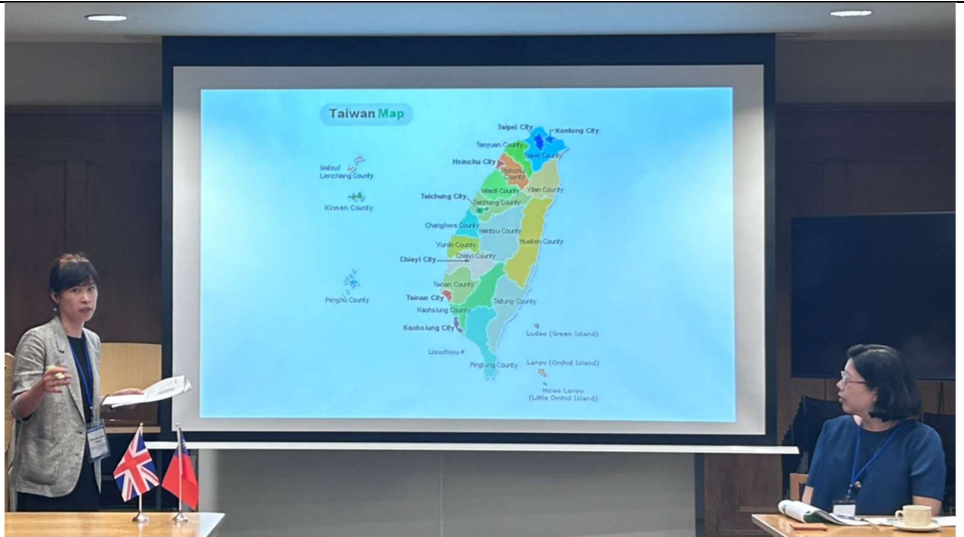 Taiwan Map
Taipei City
Keelung City
Taoyuan County
Taipei County
Hsinchu City
Hsinchu
County
Matsu/
Lienchiang County
Miaoli County
Yilan County
Taichung City
Kinmen County
Taichung County
Changhwa County
Nantou County
Yunlin County
Hualien County
Chiayi City
Chiayi County
Tainan County
Penghu County
Tainan City
Taitung County
Kaohsiung County
Kaohsiung City
Ludao (Green Island)
Liouchiou
Pingtung County
Lanyu (Orchid Island)
Hsiao Lanyu
(Little Orchid Island)